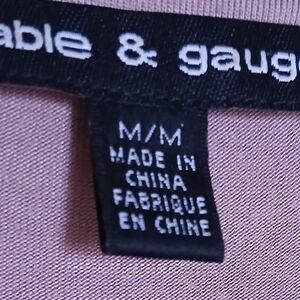 able & gauge
M/M
MADE IN
CHINA
FABRIQUE
EN CHINE